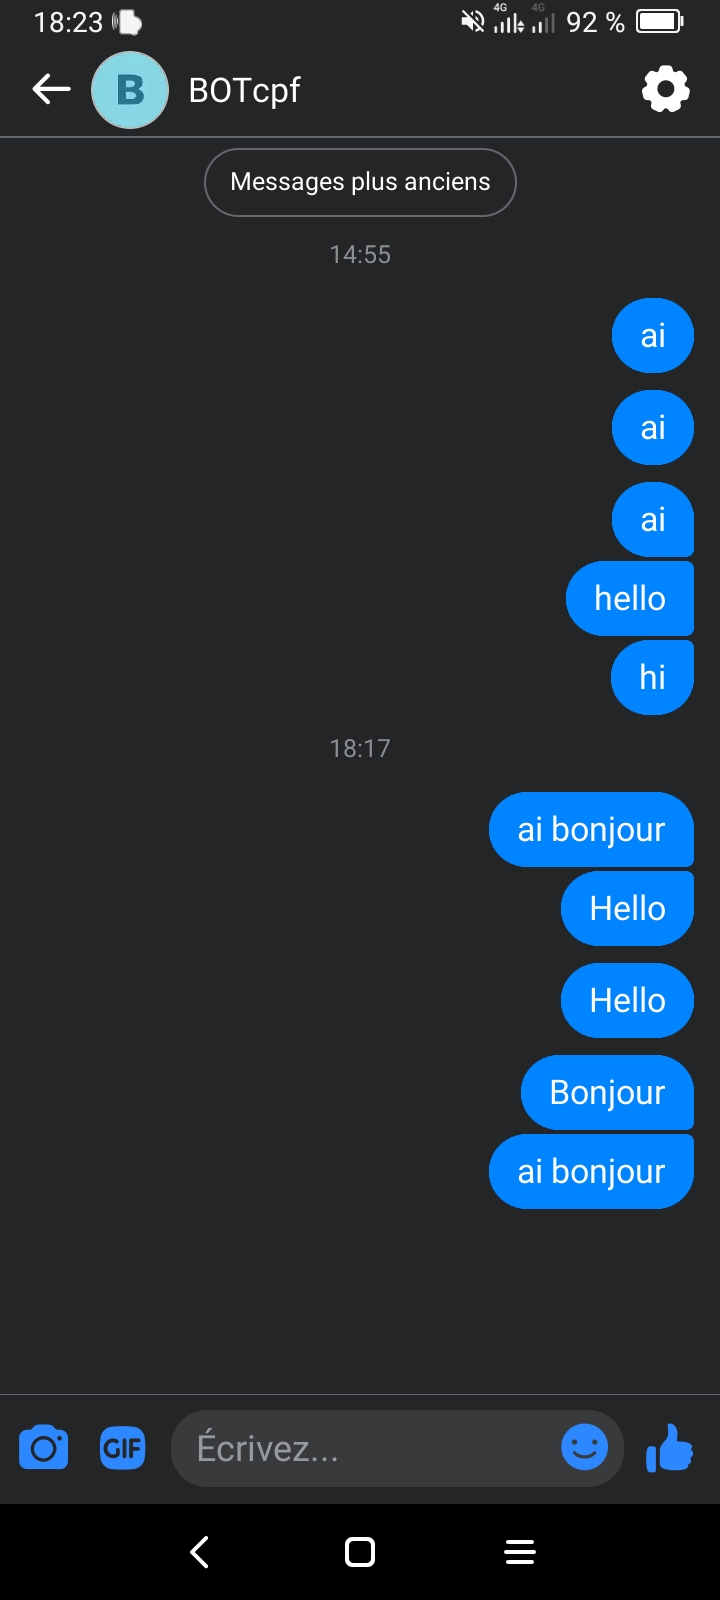 18:23
4G 4G 92 %
B BOTcpf
Messages plus anciens
14:55
ai
ai
ai
hello
hi
18:17
ai bonjour
Hello
Hello
Bonjour
ai bonjour
GIF Écrivez...